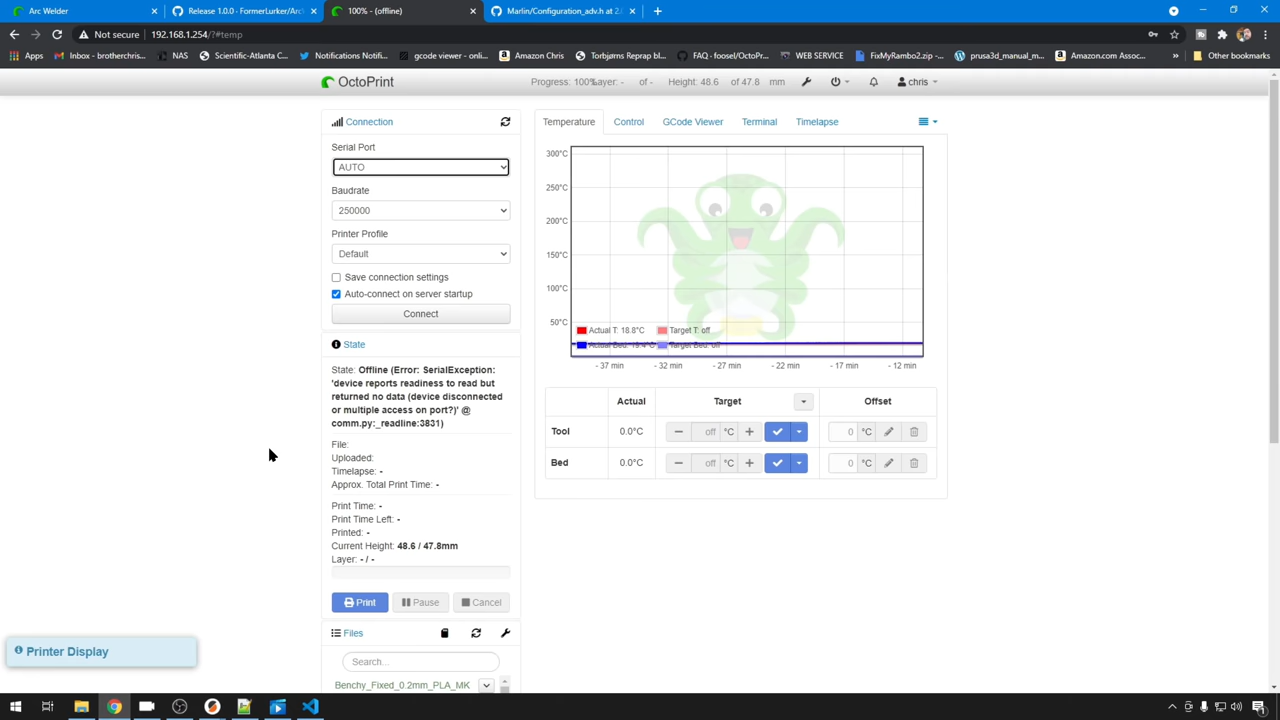 Arc Welder
Release 1.0.0 - FormerLurker/Arc
100% - (offline)
Marlin/Configuration_adv.h at 2.
Not secure
192.168.1.254/?#temp
Apps
Inbox - brotherchris...
NAS
Scientific-Atlanta C...
Notifications Notifi...
gcode viewer - onlin...
Amazon Chris
Torbjørns Reprap bl...
FAQ - foosel/OctoPr...
WEB SERVICE
FixMyRambo2.zip -...
prusa3d_manual_m...
Amazon.com Assoc...
»
Other bookmarks
OctoPrint
Progress: 100%Layer: - of - Height: 48.6 of 47.8 mm
chris
Connection
Serial Port
AUTO
Baudrate
250000
Printer Profile
Default
Save connection settings
Auto-connect on server startup
Connect
State
State: Offline (Error: SerialException:
'device reports readiness to read but
returned no data (device disconnected
or multiple access on port?)' @
comm.py:_readline:3831)
File:
Uploaded:
Timelapse: -
Approx. Total Print Time: -
Print Time: -
Print Time Left: -
Printed: -
Current Height: 48.6 / 47.8mm
Layer: - / -
Print
Pause
Cancel
Files
Search...
Benchy_Fixed_0.2mm_PLA_MK
Temperature
Control
GCode Viewer
Terminal
Timelapse
300°C
250°C
200°C
150°C
100°C
50°C
Actual T: 18.8°C
Target T: off
Actual Bed: 19.4°C
Target Bed: off
- 37 min
- 32 min
- 27 min
- 22 min
- 17 min
- 12 min
Actual
Target
Offset
Tool
0.0°C
off
°C
0
°C
Bed
0.0°C
off
°C
0
°C
Printer Display